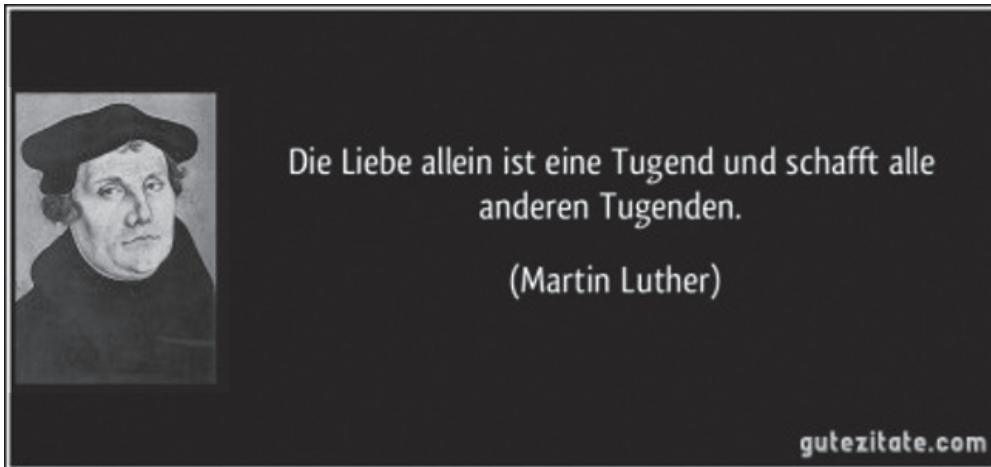 Die Liebe allein ist eine Tugend und schafft alle
anderen Tugenden.
(Martin Luther)
gutezitate.com